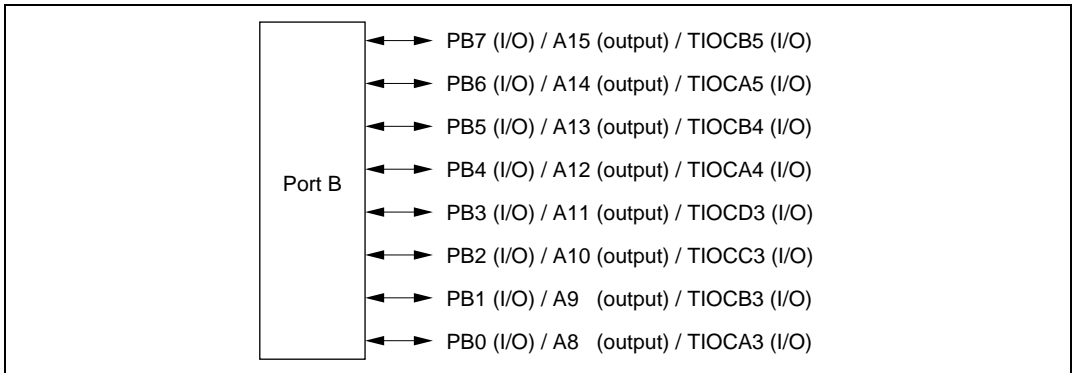 PB7 (I/O) / A15 (output) / TIOCB5 (I/O)
PB6 (I/O) / A14 (output) / TIOCA5 (I/O)
PB5 (I/O) / A13 (output) / TIOCB4 (I/O)
PB4 (I/O) / A12 (output) / TIOCA4 (I/O)
Port B
PB3 (I/O) / A11 (output) / TIOCD3 (I/O)
PB2 (I/O) / A10 (output) / TIOCC3 (I/O)
PB1 (I/O) / A9 (output) / TIOCB3 (I/O)
PB0 (I/O) / A8 (output) / TIOCA3 (I/O)